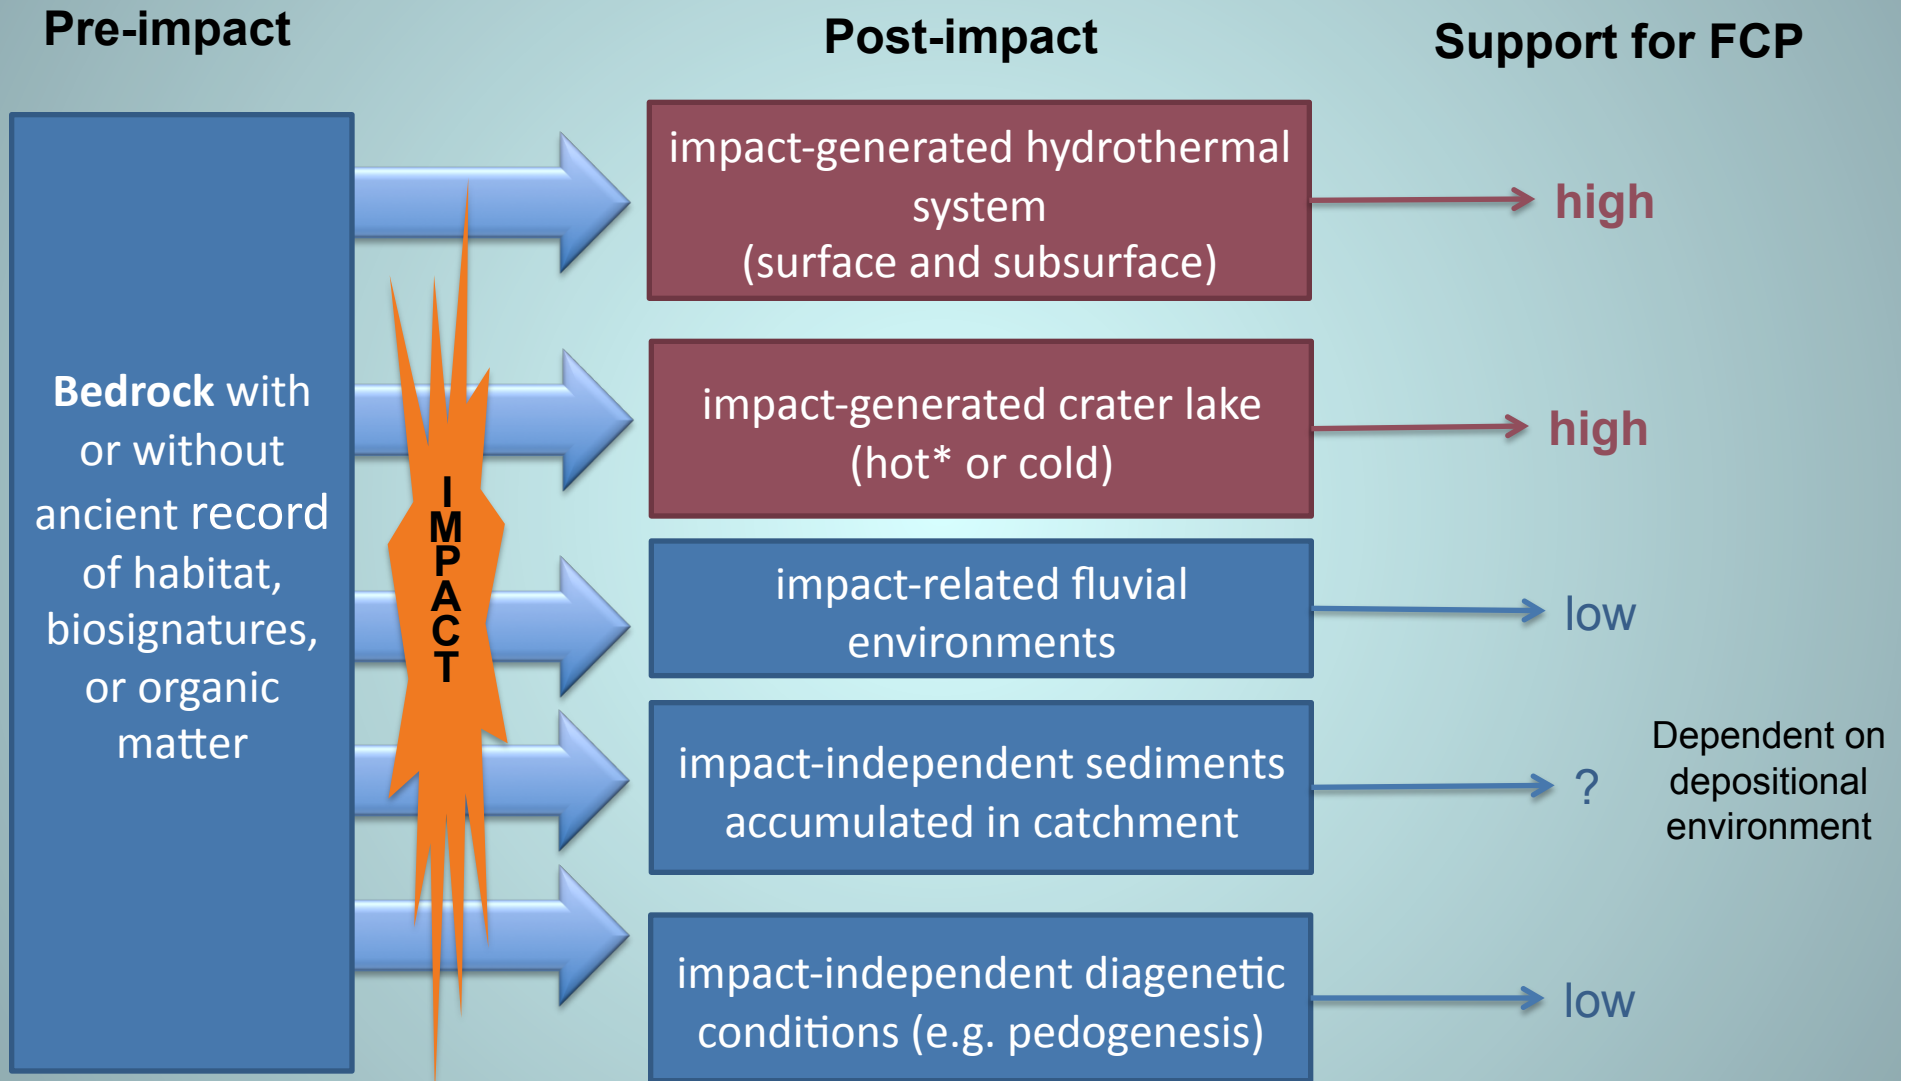 Pre-impact
Post-impact
Support for FCP
Bedrock with
or without
ancient record
of habitat,
biosignatures,
or organic
matter
IMPACT
impact-generated hydrothermal
system
(surface and subsurface)
high
impact-generated crater lake
(hot* or cold)
high
impact-related fluvial
environments
low
impact-independent sediments
accumulated in catchment
?
Dependent on
depositional
environment
impact-independent diagenetic
conditions (e.g. pedogenesis)
low